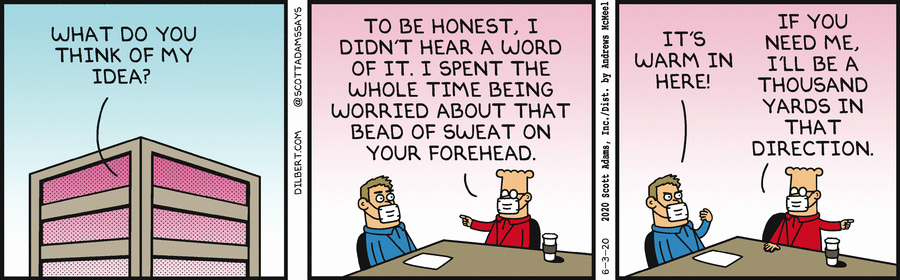 WHAT DO YOU
THINK OF MY
IDEA?
DILBERT.COM @SCOTTADAMSSAYS
TO BE HONEST, I
DIDN'T HEAR A WORD
OF IT. I SPENT THE
WHOLE TIME BEING
WORRIED ABOUT THAT
BEAD OF SWEAT ON
YOUR FOREHEAD.
6-3-20 2020 Scott Adams, Inc./Dist. by Andrews McMeel
IT'S
WARM IN
HERE!
IF YOU
NEED ME,
I'LL BE A
THOUSAND
YARDS IN
THAT
DIRECTION.